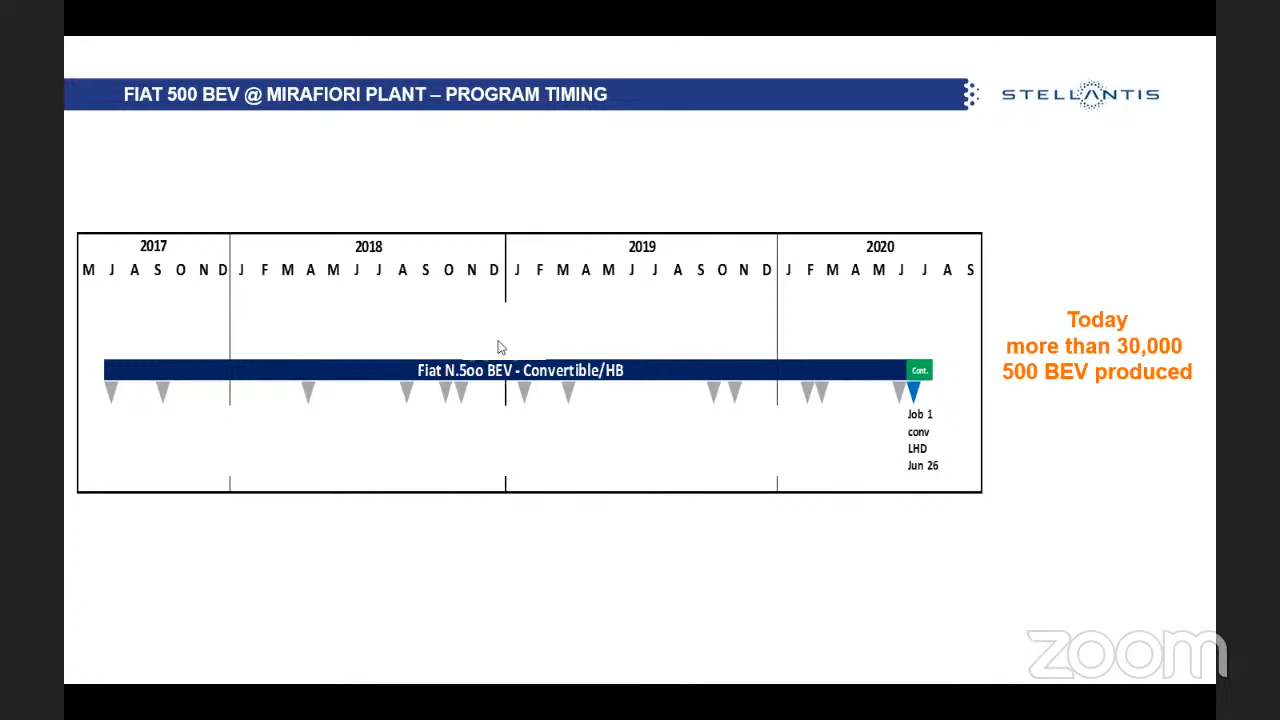 FIAT 500 BEV @ MIRAFIORI PLANT – PROGRAM TIMING
STELLANTIS
2017 2018 2019 2020
M J A S O N D J F M A M J J A S O N D J F M A M J J A S O N D J F M A M J J A S
Today
more than 30,000
500 BEV produced
Fiat N.5oo BEV - Convertible/HB
Cont.
Job 1
conv
LHD
Jun 26
zoom